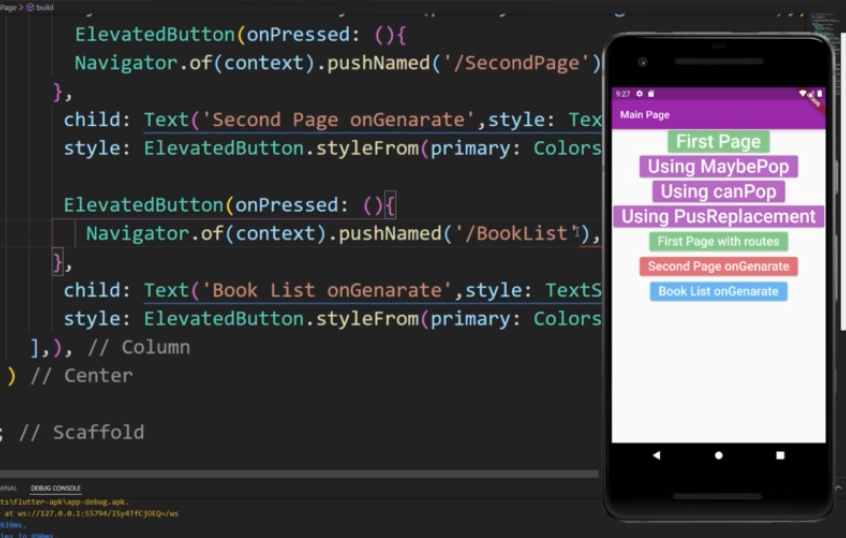 Page > build
ElevatedButton(onPressed: (){
Navigator.of(context).pushNamed('/SecondPage')
},
child: Text('Second Page onGenarate',style: Tex
style: ElevatedButton.styleFrom(primary: Colors
ElevatedButton(onPressed: (){
Navigator.of(context).pushNamed('/BookList'),
},
child: Text('Book List onGenarate',style: TextS
style: ElevatedButton.styleFrom(primary: Colors
],), // Column
) // Center
; // Scaffold
MINAL DEBUG CONSOLE
ts\flutter-apk\app-debug.apk.
at ws://127.0.0.1:55794/ISy4TfCjOEQ=/ws
639ms.
9:27
Main Page
First Page
Using MaybePop
Using canPop
Using PusReplacement
First Page with routes
Second Page onGenarate
Book List onGenarate